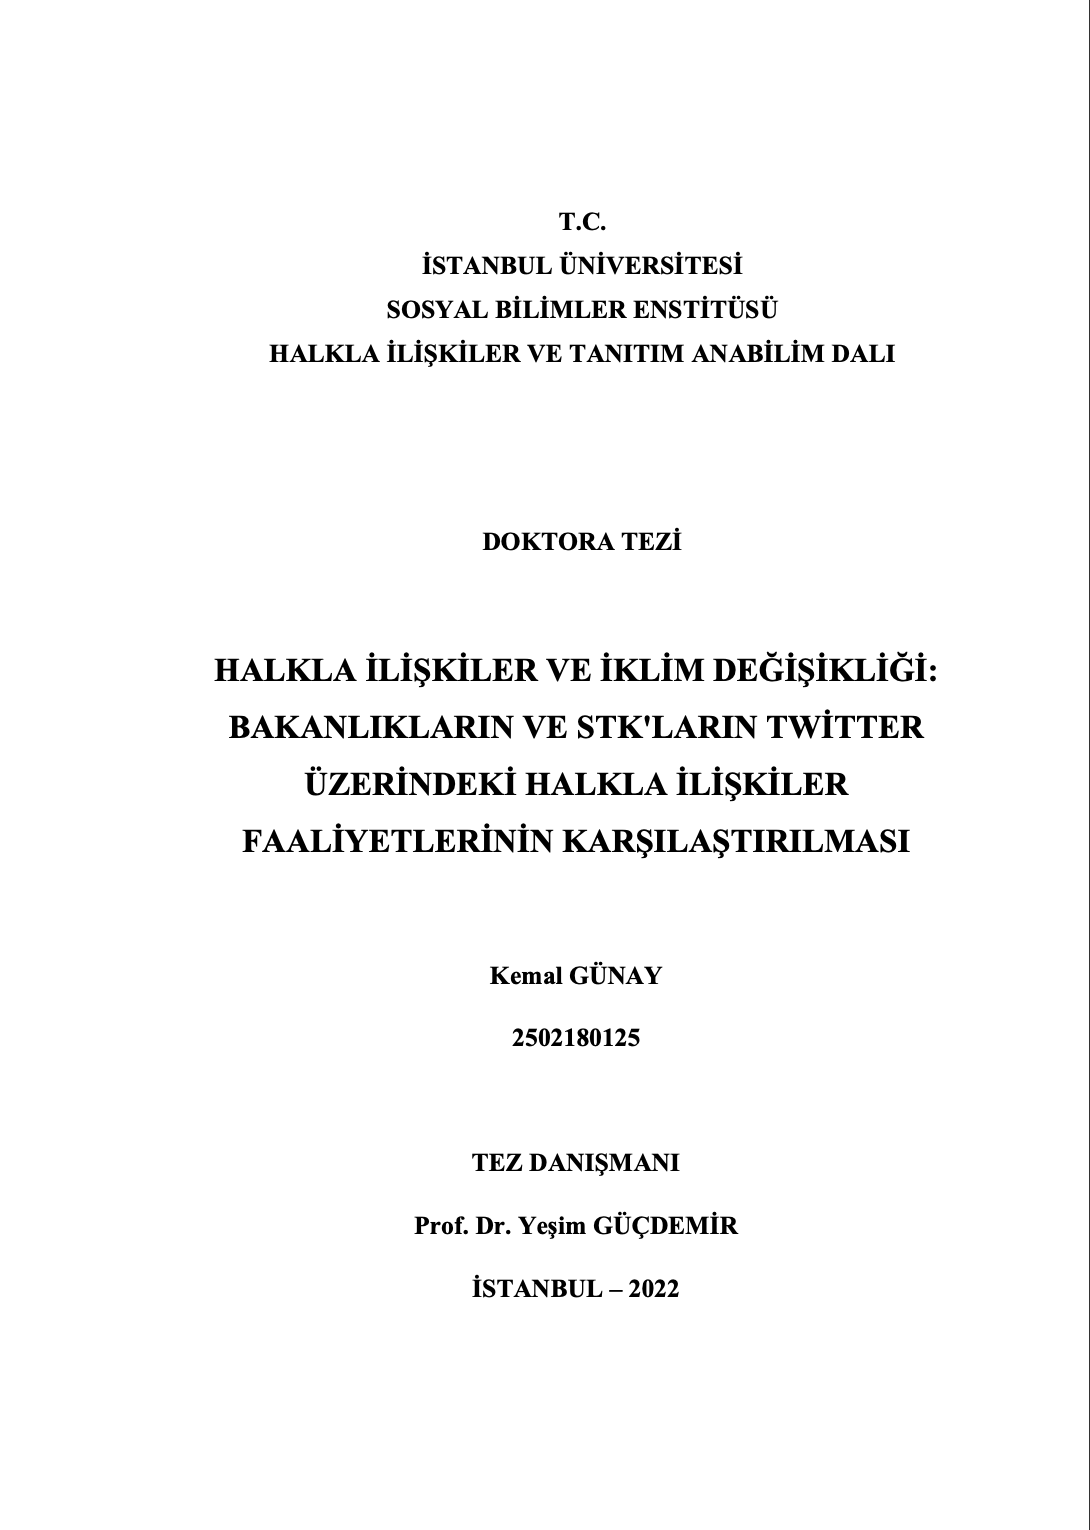 T.C.
İSTANBUL ÜNİVERSİTESİ
SOSYAL BİLİMLER ENSTİTÜSÜ
HALKLA İLİŞKİLER VE TANITIM ANABİLİM DALI
DOKTORA TEZİ
HALKLA İLİŞKİLER VE İKLİM DEĞİŞİKLİĞİ:
BAKANLIKLARIN VE STK'LARIN TWİTTER
ÜZERİNDEKİ HALKLA İLİŞKİLER
FAALİYETLERİNİN KARŞILAŞTIRILMASI
Kemal GÜNAY
2502180125
TEZ DANIŞMANI
Prof. Dr. Yeşim GÜÇDEMİR
İSTANBUL – 2022